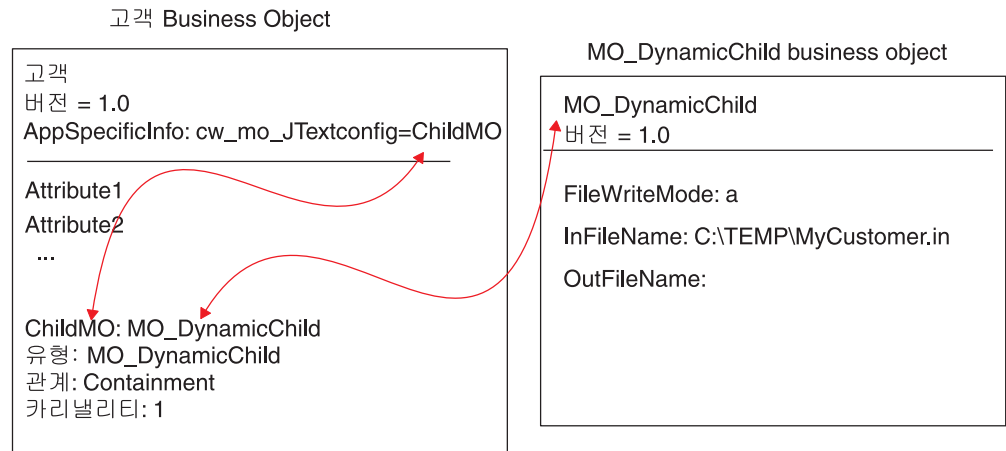 고객 Business Object
고객
버전 = 1.0
AppSpecificInfo: cw_mo_JTextconfig=ChildMO
Attribute1
Attribute2
...
ChildMO: MO_DynamicChild
유형: MO_DynamicChild
관계: Containment
카리낼리티: 1
MO_DynamicChild business object
MO_DynamicChild
버전 = 1.0
FileWriteMode: a
InFileName: C:\TEMP\MyCustomer.in
OutFileName: